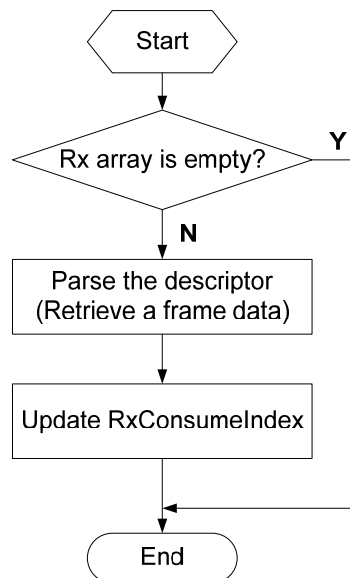 Start
Rx array is empty?
Y
N
Parse the descriptor
(Retrieve a frame data)
Update RxConsumeIndex
End